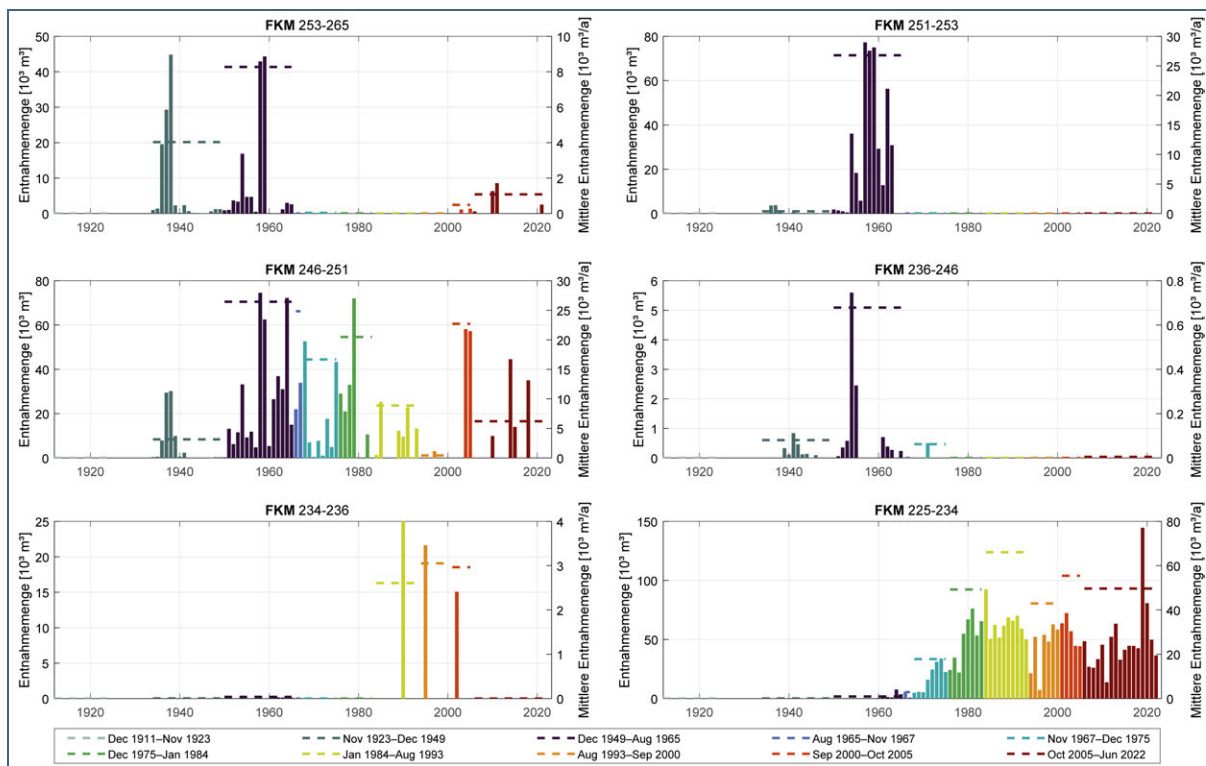 FKM 253-265
Entnahmemenge [10³ m³]
50
40
30
20
10
0
1920 1940 1960 1980 2000 2020
10
8
6
4
2
0
Mittlere Entnahmemenge [10³ m³/a]
FKM 251-253
Entnahmemenge [10³ m³]
80
60
40
20
0
1920 1940 1960 1980 2000 2020
30
25
20
15
10
5
0
Mittlere Entnahmemenge [10³ m³/a]
FKM 246-251
Entnahmemenge [10³ m³]
80
60
40
20
0
1920 1940 1960 1980 2000 2020
30
25
20
15
10
5
0
Mittlere Entnahmemenge [10³ m³/a]
FKM 236-246
Entnahmemenge [10³ m³]
6
5
4
3
2
1
0
1920 1940 1960 1980 2000 2020
0.8
0.6
0.4
0.2
0
Mittlere Entnahmemenge [10³ m³/a]
FKM 234-236
Entnahmemenge [10³ m³]
25
20
15
10
5
0
1920 1940 1960 1980 2000 2020
4
3
2
1
0
Mittlere Entnahmemenge [10³ m³/a]
FKM 225-234
Entnahmemenge [10³ m³]
150
100
50
0
1920 1940 1960 1980 2000 2020
80
60
40
20
0
Mittlere Entnahmemenge [10³ m³/a]
Dec 1911–Nov 1923 Nov 1923–Dec 1949 Dec 1949–Aug 1965 Aug 1965–Nov 1967 Nov 1967–Dec 1975
Dec 1975–Jan 1984 Jan 1984–Aug 1993 Aug 1993–Sep 2000 Sep 2000–Oct 2005 Oct 2005–Jun 2022